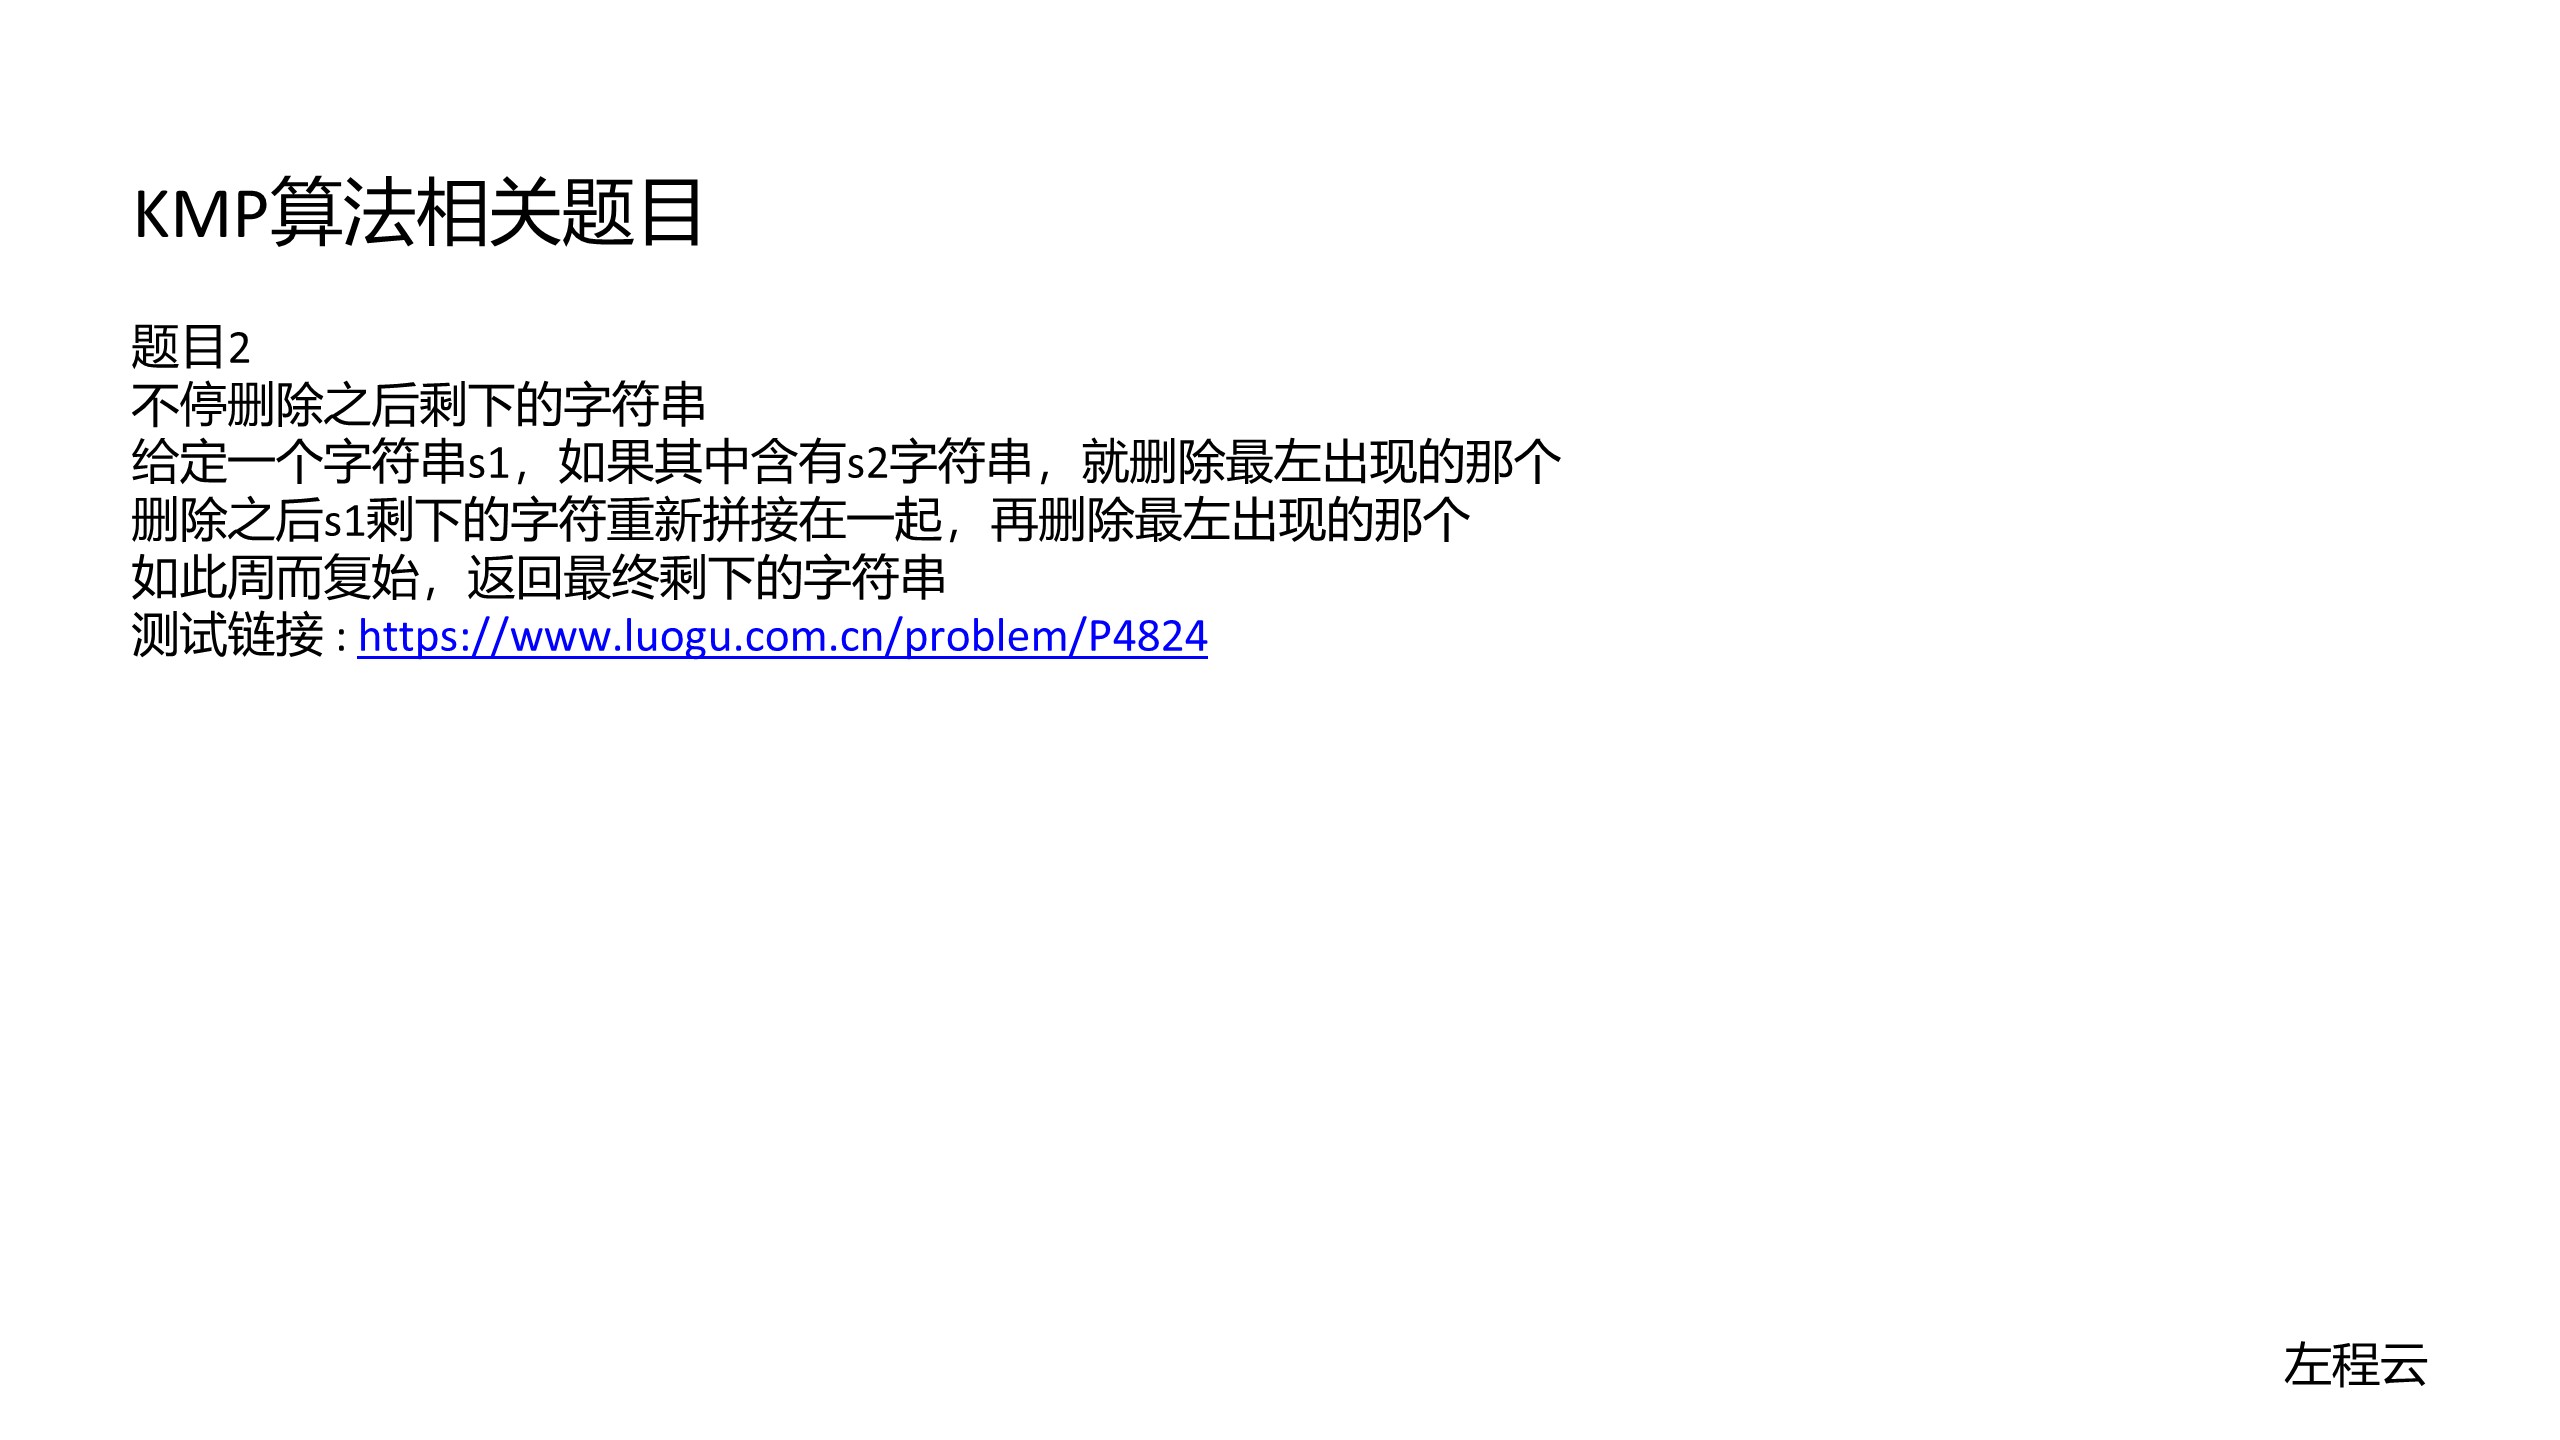 KMP算法相关题目
题目2
不停删除之后剩下的字符串
给定一个字符串s1，如果其中含有s2字符串，就删除最左出现的那个
删除之后s1剩下的字符重新拼接在一起，再删除最左出现的那个
如此周而复始，返回最终剩下的字符串
测试链接 : https://www.luogu.com.cn/problem/P4824
左程云